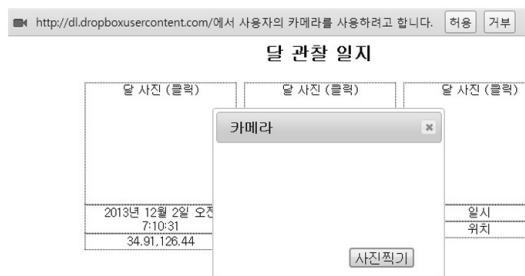 http://dl.dropboxusercontent.com/에서 사용자의 카메라를 사용하려고 합니다. 허용 거부
달 관찰 일지
달 사진 (클릭) 달 사진 (클릭) 달 사진 (클릭)
카메라
2013년 12월 2일 오전
7:10:31
34.91,126.44
일시
위치
사진찍기